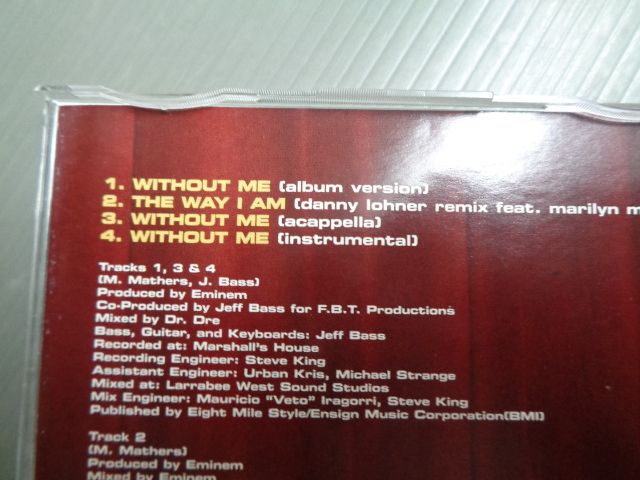 1. WITHOUT ME (album version)
2. THE WAY I AM (danny lohner remix feat. marilyn m
3. WITHOUT ME (acappella)
4. WITHOUT ME (instrumental)
Tracks 1, 3 & 4
(M. Mathers, J. Bass)
Produced by Eminem
Co-Produced by Jeff Bass for F.B.T. Productions
Mixed by Dr. Dre
Bass, Guitar, and Keyboards: Jeff Bass
Recorded at: Marshall's House
Recording Engineer: Steve King
Assistant Engineer: Urban Kris, Michael Strange
Mixed at: Larrabee West Sound Studios
Mix Engineer: Mauricio "Veto" Iragorri, Steve King
Published by Eight Mile Style/Ensign Music Corporation(BMI)
Track 2
(M. Mathers)
Produced by Eminem
Mixed by Eminem